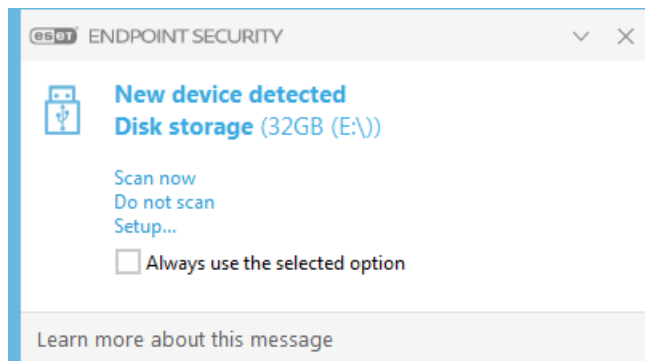 eset ENDPOINT SECURITY
New device detected
Disk storage (32GB (E:\))
Scan now
Do not scan
Setup...
Always use the selected option
Learn more about this message